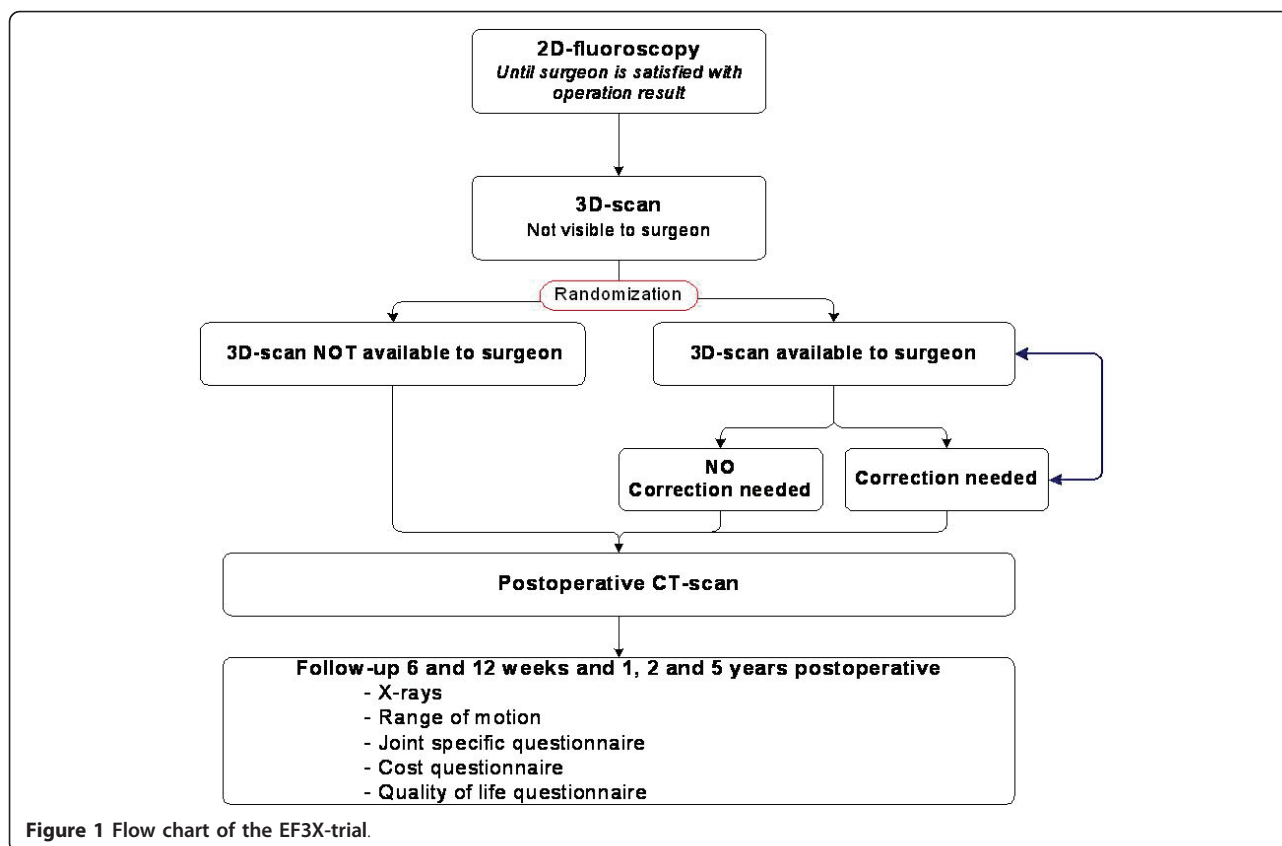 2D-fluoroscopy
Until surgeon is satisfied with
operation result
3D-scan
Not visible to surgeon
Randomization
3D-scan NOT available to surgeon
3D-scan available to surgeon
NO
Correction needed
Correction needed
Postoperative CT-scan
Follow-up 6 and 12 weeks and 1, 2 and 5 years postoperative
- X-rays
- Range of motion
- Joint specific questionnaire
- Cost questionnaire
- Quality of life questionnaire
Figure 1 Flow chart of the EF3X-trial.